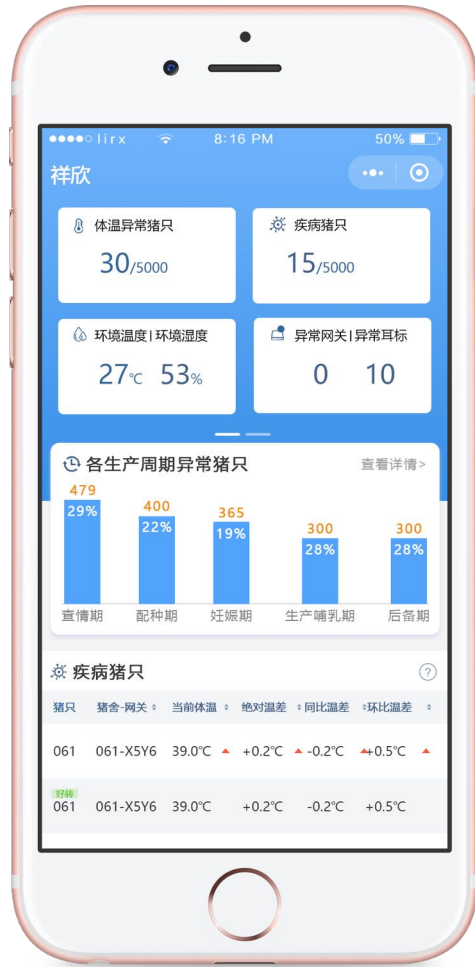 lirx 8:16 PM 50%
祥欣
体温异常猪只 疾病猪只
30/5000 15/5000
环境温度|环境湿度 异常网关|异常耳标
27℃ 53% 0 10
各生产周期异常猪只 查看详情>
479 400 365 300 300
29% 22% 19% 28% 28%
查情期 配种期 妊娠期 生产哺乳期 后备期
疾病猪只 ?
猪只 猪舍-网关 当前体温 绝对温差 同比温差 环比温差
061 061-X5Y6 39.0℃ +0.2℃ -0.2℃ +0.5℃
好转
061 061-X5Y6 39.0℃ +0.2℃ -0.2℃ +0.5℃